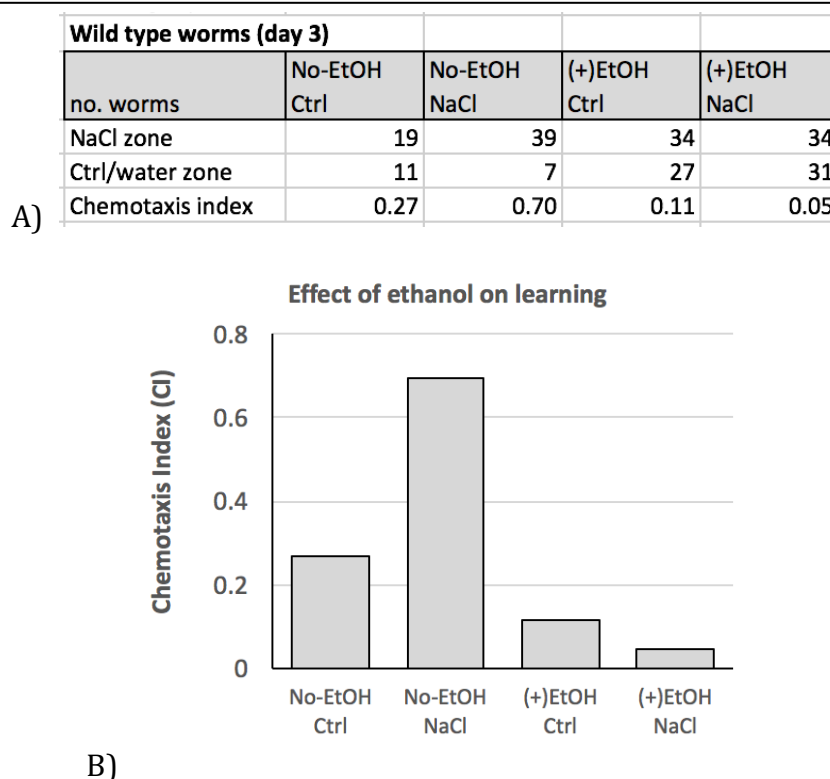 Wild type worms (day 3)
no. worms No-EtOH Ctrl No-EtOH NaCl (+)EtOH Ctrl (+)EtOH NaCl
NaCl zone 19 39 34 34
Ctrl/water zone 11 7 27 31
Chemotaxis index 0.27 0.70 0.11 0.05
A)
Effect of ethanol on learning
Chemotaxis Index (CI)
0.8
0.6
0.4
0.2
0
No-EtOH No-EtOH (+)EtOH (+)EtOH
Ctrl NaCl Ctrl NaCl
B)